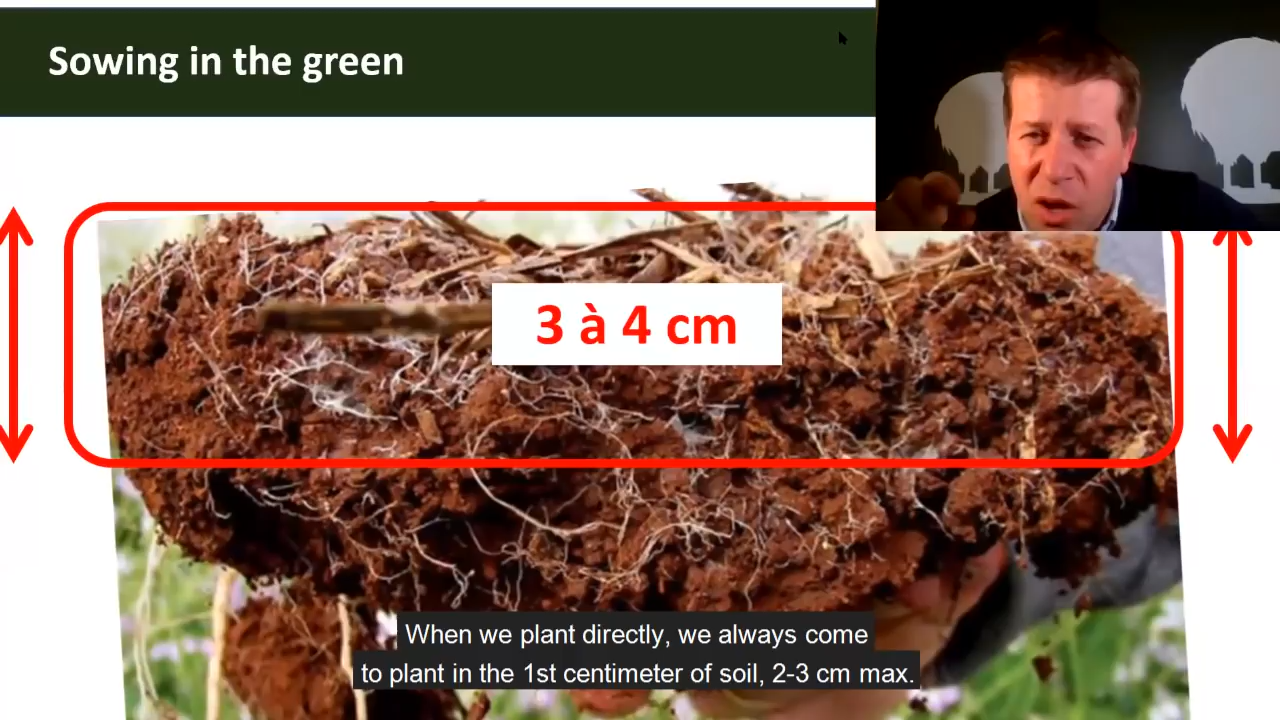 Sowing in the green
3 à 4 cm
When we plant directly, we always come
to plant in the 1st centimeter of soil, 2-3 cm max.